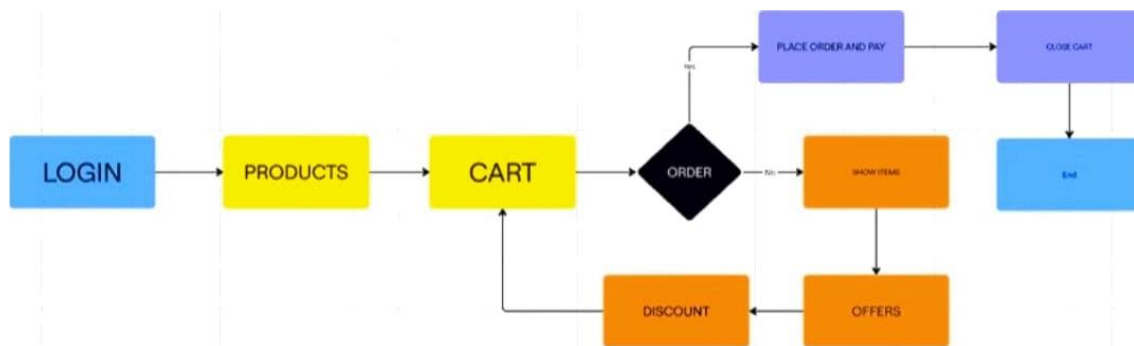 PLACE ORDER AND PAY
CLOSE CART
Yes
LOGIN
PRODUCTS
CART
ORDER
No
SHOW ITEMS
End
DISCOUNT
OFFERS